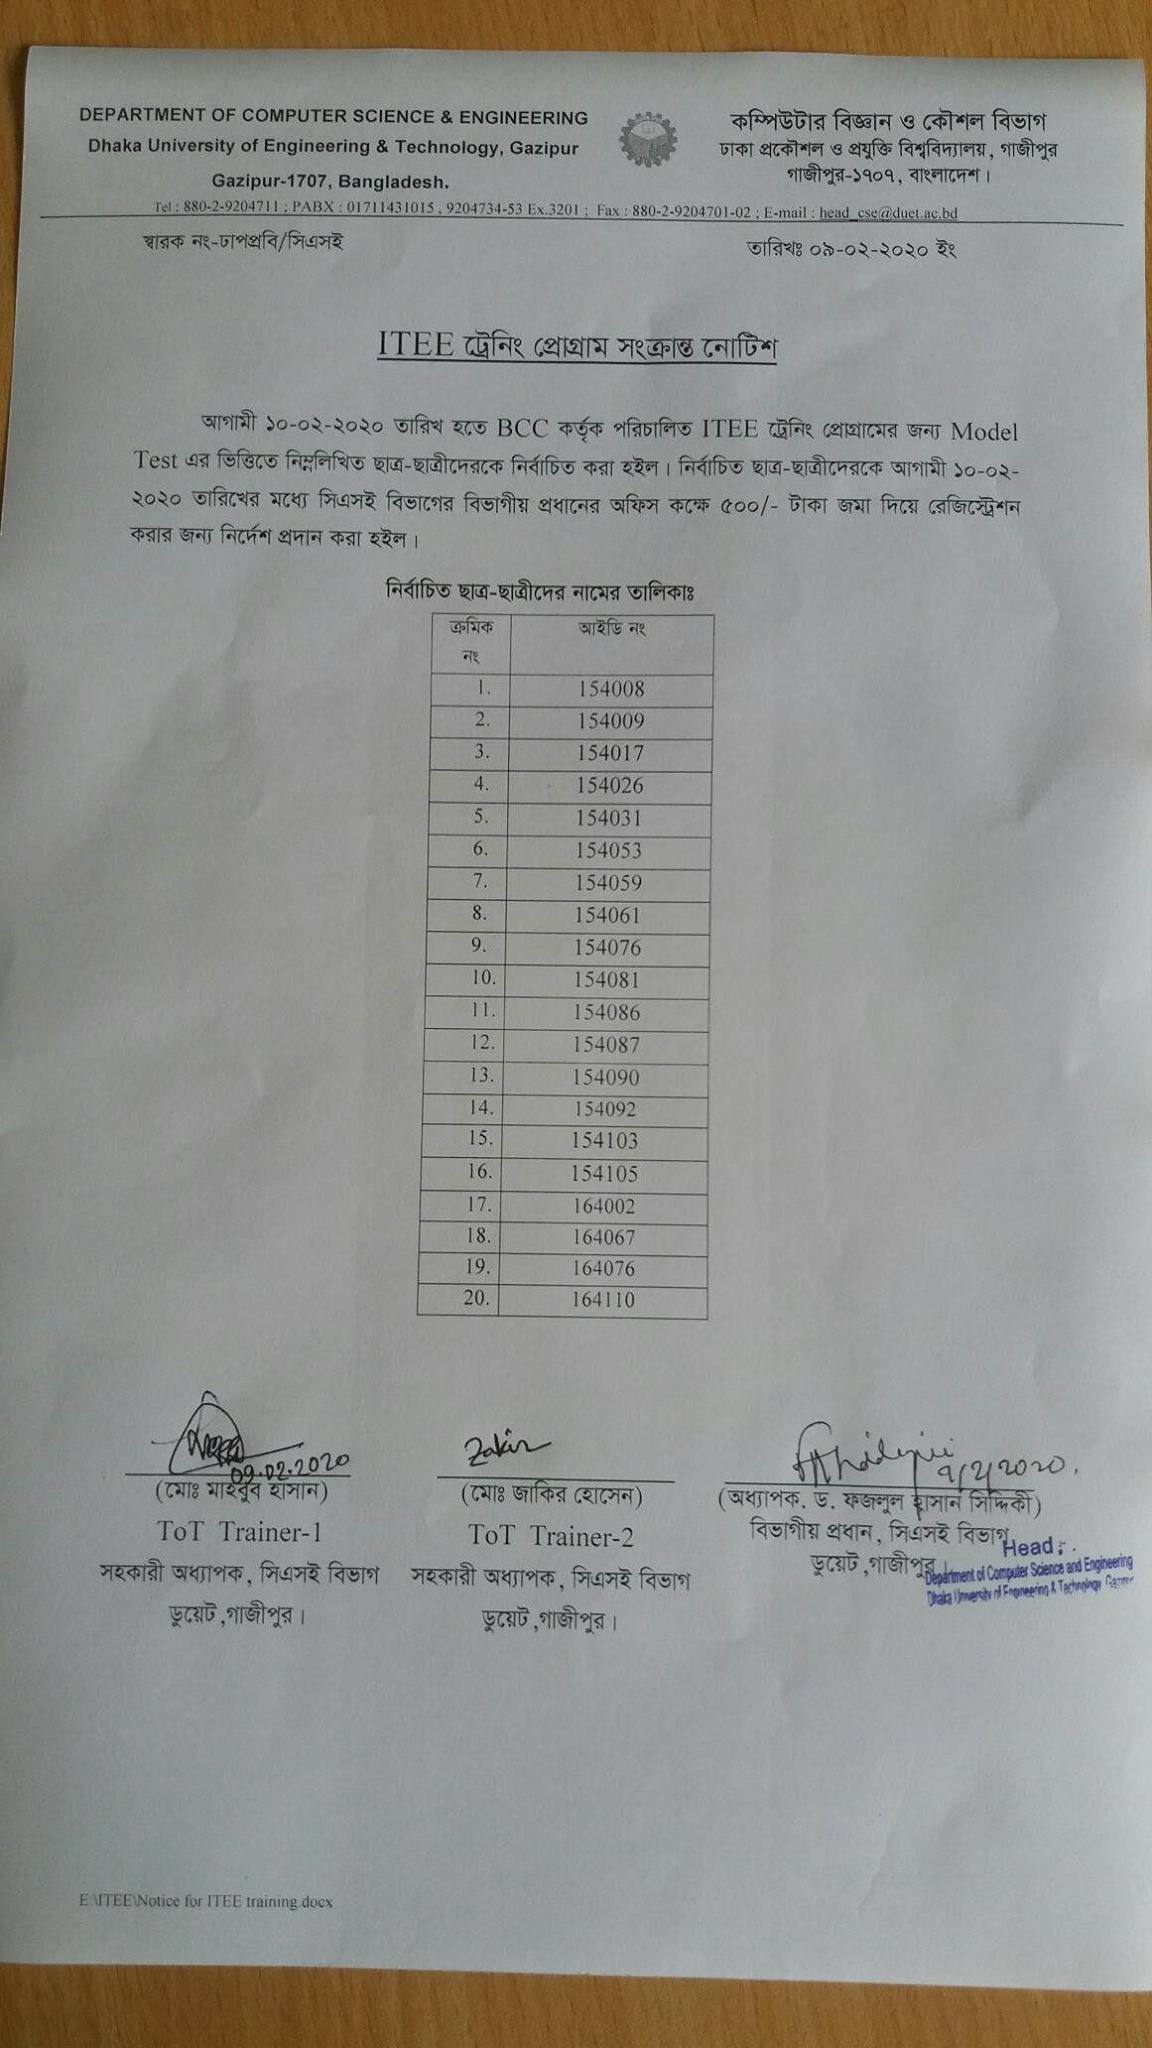 DEPARTMENT OF COMPUTER SCIENCE & ENGINEERING
Dhaka University of Engineering & Technology, Gazipur
Gazipur-1707, Bangladesh.
কম্পিউটার বিজ্ঞান ও কৌশল বিভাগ
ঢাকা প্রকৌশল ও প্রযুক্তি বিশ্ববিদ্যালয়, গাজীপুর
গাজীপুর-১৭০৭, বাংলাদেশ।
Tel : 880-2-9204711 ; PABX : 01711431015 , 9204734-53 Ex.3201 ; Fax : 880-2-9204701-02 ; E-mail : head_cse@duet.ac.bd
স্মারক নং-ঢাপপ্রবি/সিএসই
তারিখঃ ০৯-০২-২০২০ ইং
ITEE ট্রেনিং প্রোগ্রাম সংক্রান্ত নোটিশ
আগামী ১০-০২-২০২০ তারিখ হতে BCC কর্তৃক পরিচালিত ITEE ট্রেনিং প্রোগ্রামের জন্য Model
Test এর ভিত্তিতে নিম্নলিখিত ছাত্র-ছাত্রীদেরকে নির্বাচিত করা হইল। নির্বাচিত ছাত্র-ছাত্রীদেরকে আগামী ১০-০২-
২০২০ তারিখের মধ্যে সিএসই বিভাগের বিভাগীয় প্রধানের অফিস কক্ষে ৫০০/- টাকা জমা দিয়ে রেজিস্ট্রেশন
করার জন্য নির্দেশ প্রদান করা হইল।
নির্বাচিত ছাত্র-ছাত্রীদের নামের তালিকাঃ
ক্রমিক নং আইডি নং
1. 154008
2. 154009
3. 154017
4. 154026
5. 154031
6. 154053
7. 154059
8. 154061
9. 154076
10. 154081
11. 154086
12. 154087
13. 154090
14. 154092
15. 154103
16. 154105
17. 164002
18. 164067
19. 164076
20. 164110
09.02.2020
(মোঃ মাহবুব হাসান)
ToT Trainer-1
সহকারী অধ্যাপক, সিএসই বিভাগ
ডুয়েট ,গাজীপুর।
Zakir
(মোঃ জাকির হোসেন)
ToT Trainer-2
সহকারী অধ্যাপক, সিএসই বিভাগ
ডুয়েট ,গাজীপুর।
9/2/2020.
(অধ্যাপক. ড. ফজলুল হাসান সিদ্দিকী)
বিভাগীয় প্রধান, সিএসই বিভাগ
ডুয়েট ,গাজীপুর
Head
Department of Computer Science and Engineering
Dhaka University of Engineering & Technology, Gazipur
E:\ITEE\Notice for ITEE training.docx